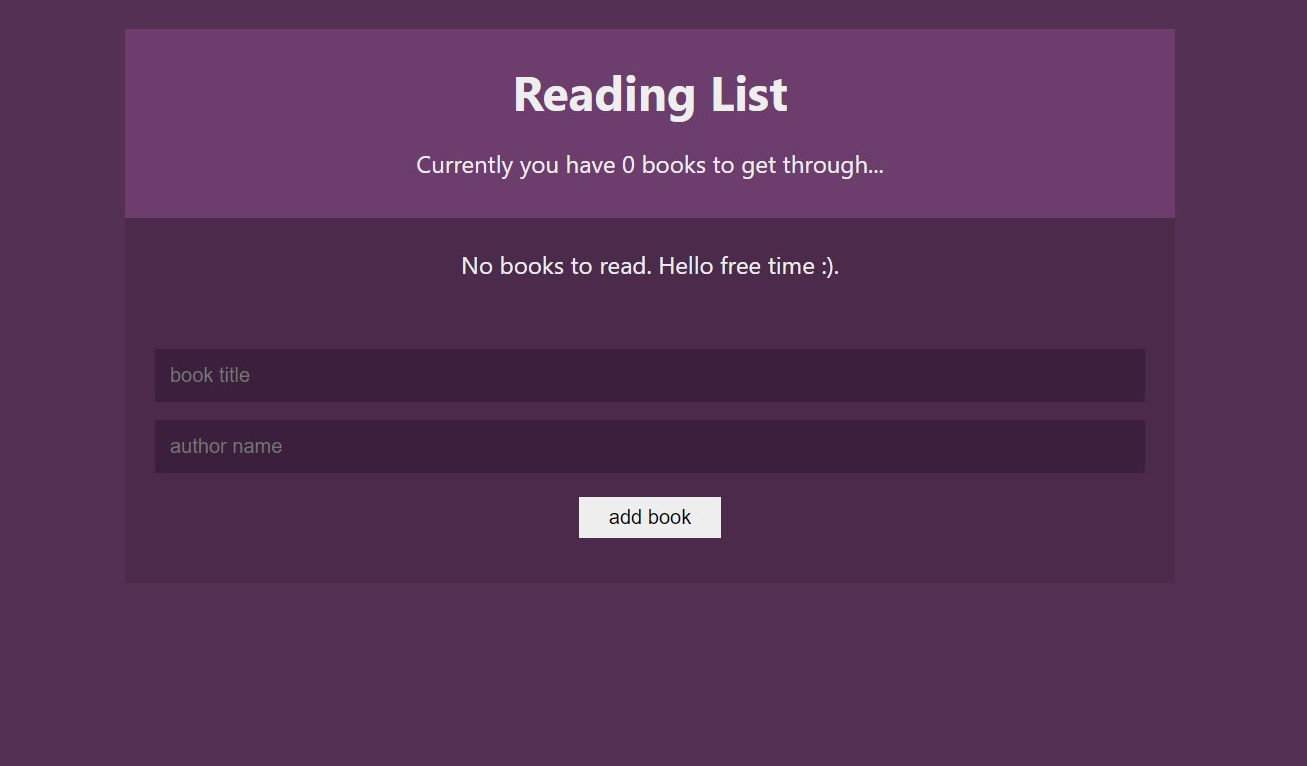 Reading List
Currently you have 0 books to get through...
No books to read. Hello free time :).
book title
author name
add book